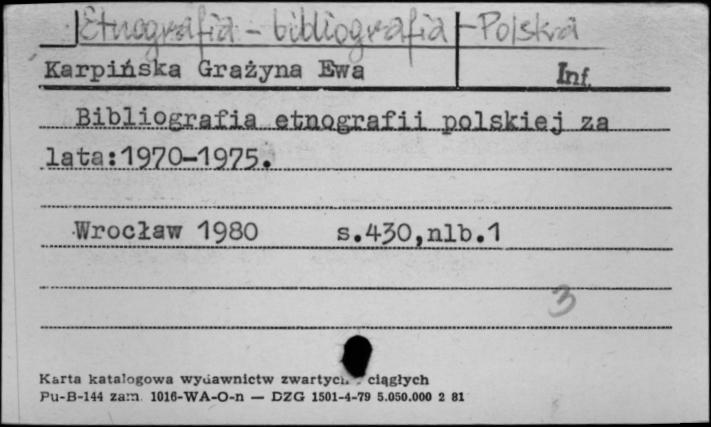 Etnografia - bibliografia - Polska
Karpińska Grażyna Ewa Inf.
Bibliografia etnografii polskiej za
lata:1970-1975.
Wrocław 1980 s.430,nlb.1
3
Karta katalogowa wydawnictw zwartych ciągłych
Pu-B-144 zam. 1016-WA-O-n — DZG 1501-4-79 5.050.000 2 81